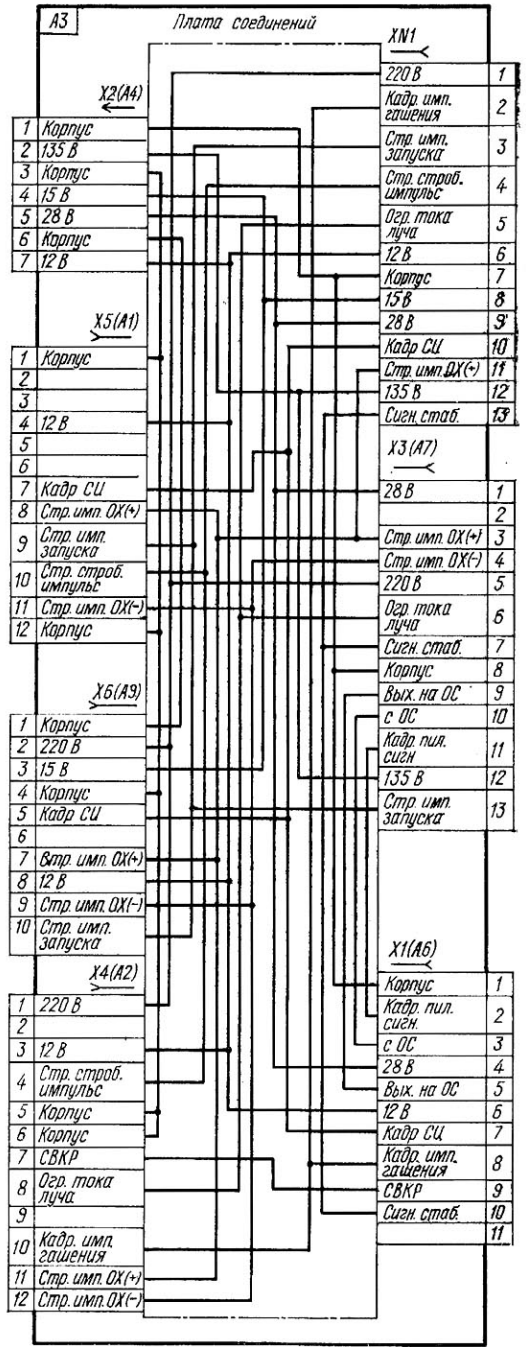 А3
Плата соединений
X2(A4)
1 Корпус
2 135 В
3 Корпус
4 15 В
5 28 В
6 Корпус
7 12 В
X5(A1)
1 Корпус
2
3
4 12 В
5
6
7 Кадр СИ
8 Стр. имп. ОХ(+)
9 Стр. имп.
запуска
10 Стр. строб.
импульс
11 Стр. имп. ОХ(-)
12 Корпус
X6(A9)
1 Корпус
2 220 В
3 15 В
4 Корпус
5 Кадр СИ
6
7 Втр. имп. ОХ(+)
8 12 В
9 Стр. имп. ОХ(-)
10 Стр. имп.
запуска
X4(A2)
1 220 В
2
3 12 В
4 Стр. строб.
импульс
5 Корпус
6 Корпус
7 СВКР
8 Огр. тока
луча
9
10 Кадр. имп.
гашения
11 Стр. имп. ОХ(+)
12 Стр. имп. ОХ(-)
XN1
220 В 1
Кадр. имп. 2
гашения
Стр. имп. 3
запуска
Стр. строб. 4
импульс
Огр. тока 5
луча
12 В 6
Корпус 7
15 В 8
28 В 9
Кадр СИ 10
Стр. имп. ОХ(+) 11
135 В 12
Сигн. стаб. 13
X3(A7)
28 В 1
2
Стр. имп. ОХ(+) 3
Стр. имп. ОХ(-) 4
220 В 5
Огр. тока 6
луча
Сигн. стаб. 7
Корпус 8
Вых. на ОС 9
с ОС 10
Кадр. пил. 11
сигн
135 В 12
Стр. имп. 13
запуска
X1(A6)
Корпус 1
Кадр. пил. 2
сигн.
с ОС 3
28 В 4
Вых. на ОС 5
12 В 6
Кадр СЦ 7
Кадр. имп. 8
гашения
СВКР 9
Сигн. стаб. 10
11